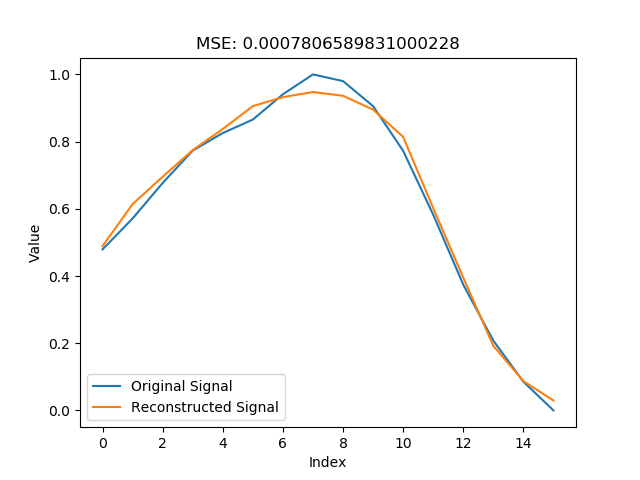 MSE: 0.0007806589831000228
Value
1.0
0.8
0.6
0.4
0.2
0.0
Original Signal
Reconstructed Signal
0 2 4 6 8 10 12 14
Index